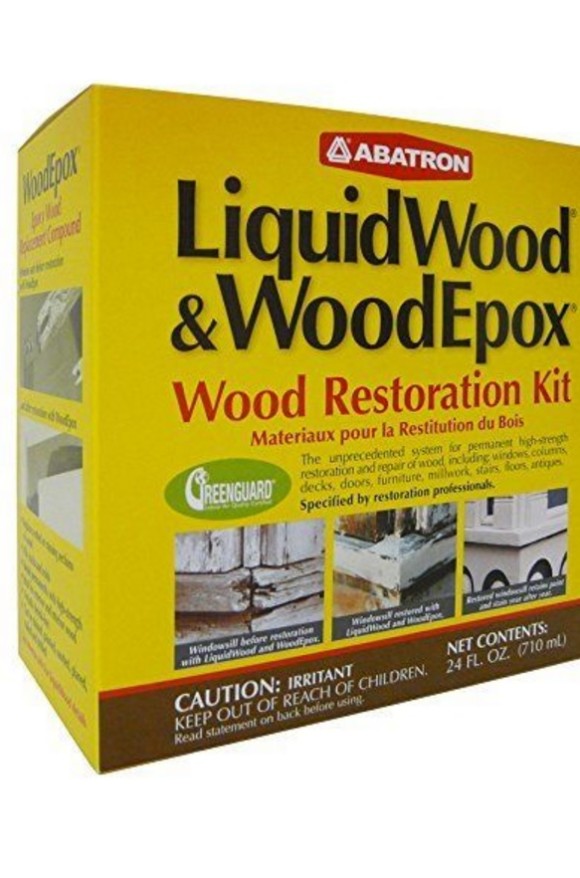 ABATRON
LiquidWood®
& WoodEpox®
Wood Restoration Kit
Materiaux pour la Restitution du Bois
The unprecedented system for permanent high-strength
restoration and repair of wood, including: windows, columns,
decks, doors, furniture, millwork, stairs, floors, antiques.
Specified by restoration professionals.
GREENGUARD
Windowsill before restoration
with LiquidWood and WoodEpox.
Windowsill restored with
LiquidWood and WoodEpox.
Restored windowsill retains paint
and stain year after year.
CAUTION: IRRITANT
KEEP OUT OF REACH OF CHILDREN.
Read statement on back before using.
NET CONTENTS:
24 FL. OZ. (710 mL)
WoodEpox®
Epoxy Wood
Replacement Compound